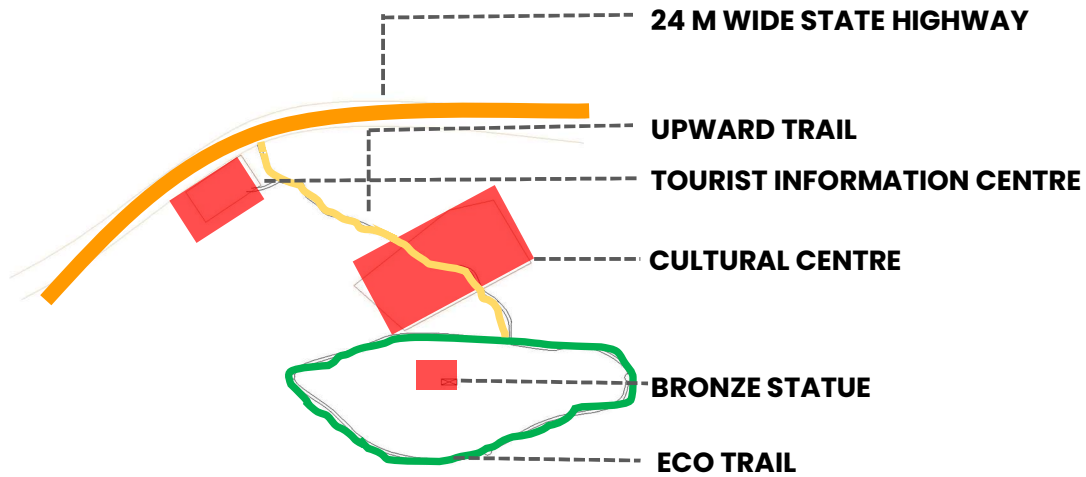 24 M WIDE STATE HIGHWAY
UPWARD TRAIL
TOURIST INFORMATION CENTRE
CULTURAL CENTRE
BRONZE STATUE
ECO TRAIL